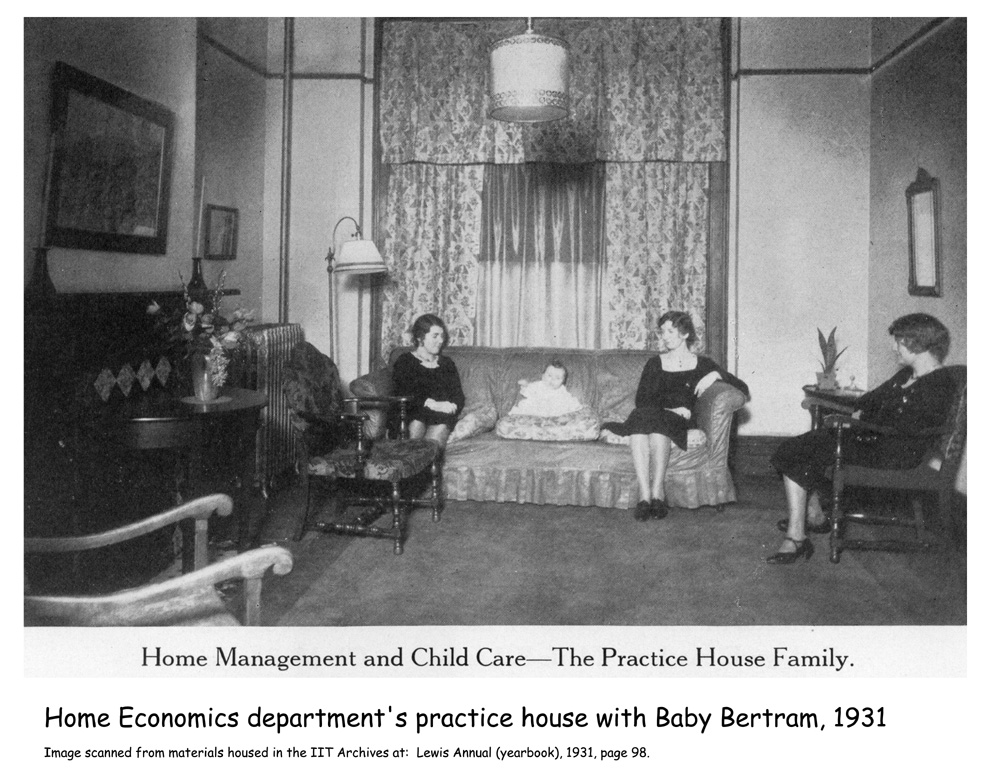 Home Management and Child Care—The Practice House Family.
Home Economics department's practice house with Baby Bertram, 1931
Image scanned from materials housed in the IIT Archives at:  Lewis Annual (yearbook), 1931, page 98.